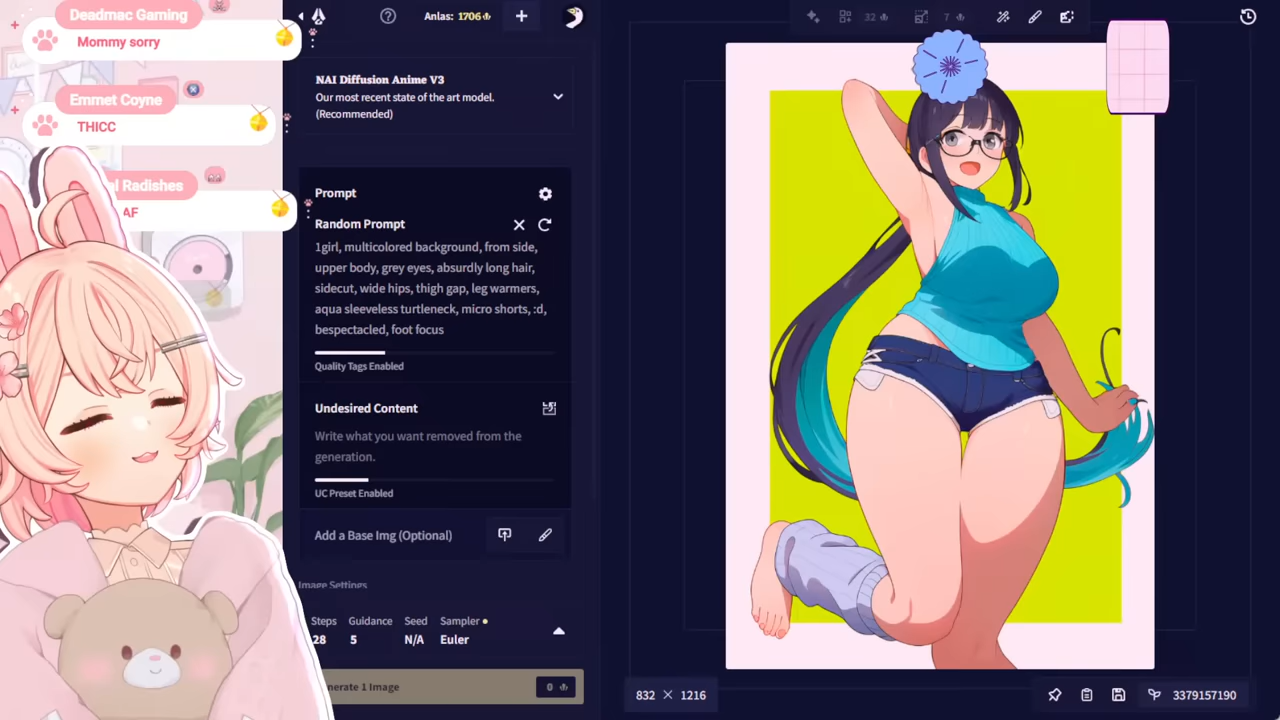 Deadmac Gaming
Mommy sorry
Emmet Coyne
THICC
Radishes
AF
Anlas: 1706
NAI Diffusion Anime V3
Our most recent state of the art model.
(Recommended)
Prompt
Random Prompt
1girl, multicolored background, from side,
upper body, grey eyes, absurdly long hair,
sidecut, wide hips, thigh gap, leg warmers,
aqua sleeveless turtleneck, micro shorts, :d,
bespectacled, foot focus
Quality Tags Enabled
Undesired Content
Write what you want removed from the
generation.
UC Preset Enabled
Add a Base Img (Optional)
Image Settings
Steps Guidance Seed Sampler
28 5 N/A Euler
nerate 1 Image 0
32 7
832 × 1216
3379157190